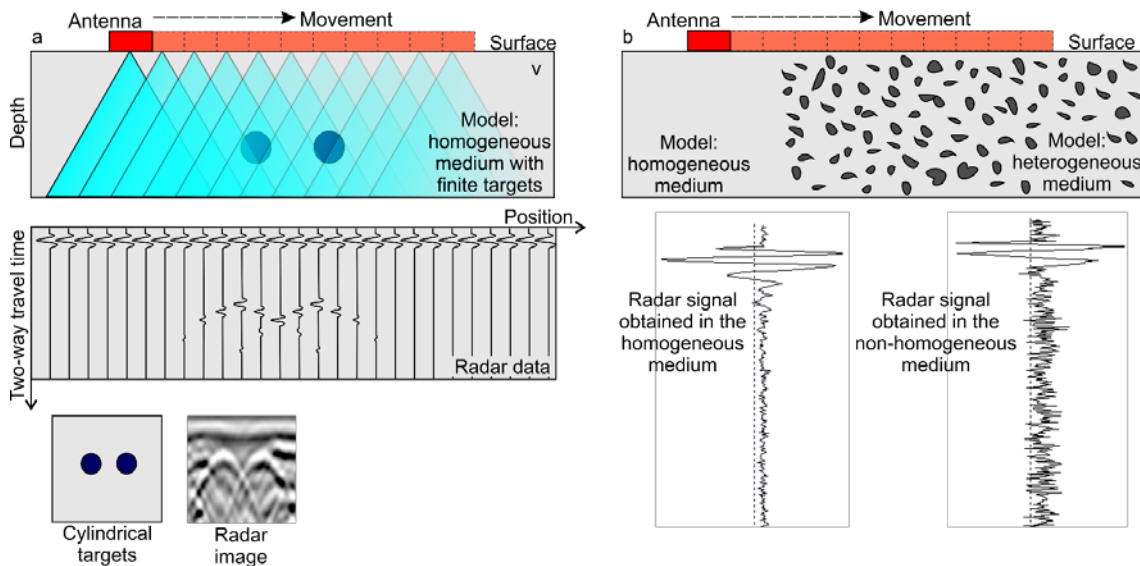 Antenna
Movement
a
Surface
v
Depth
Model:
homogeneous
medium with
finite targets
Position
Two-way travel time
Radar data
Cylindrical
targets
Radar
image
Antenna
Movement
b
Surface
Model:
homogeneous
medium
Model:
heterogeneous
medium
Radar signal
obtained in the
homogeneous
medium
Radar signal
obtained in the
non-homogeneous
medium